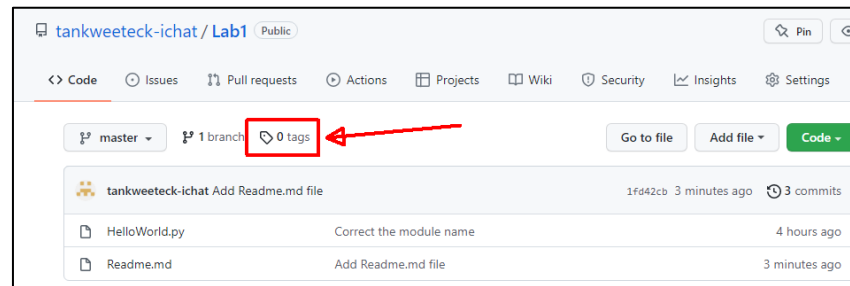 tankweeteck-ichat / Lab1 Public Pin
Code Issues Pull requests Actions Projects Wiki Security Insights Settings
master 1 branch 0 tags Go to file Add file Code
tankweeteck-ichat Add Readme.md file 1fd42cb 3 minutes ago 3 commits
HelloWorld.py Correct the module name 4 hours ago
Readme.md Add Readme.md file 3 minutes ago